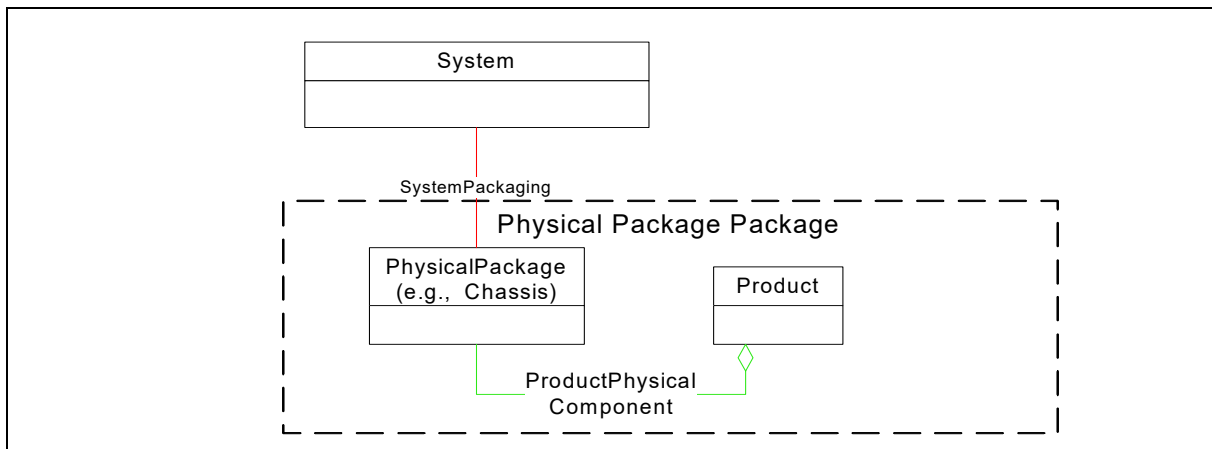 System
SystemPackaging
Physical Package Package
PhysicalPackage
(e.g., Chassis)
Product
ProductPhysical
Component